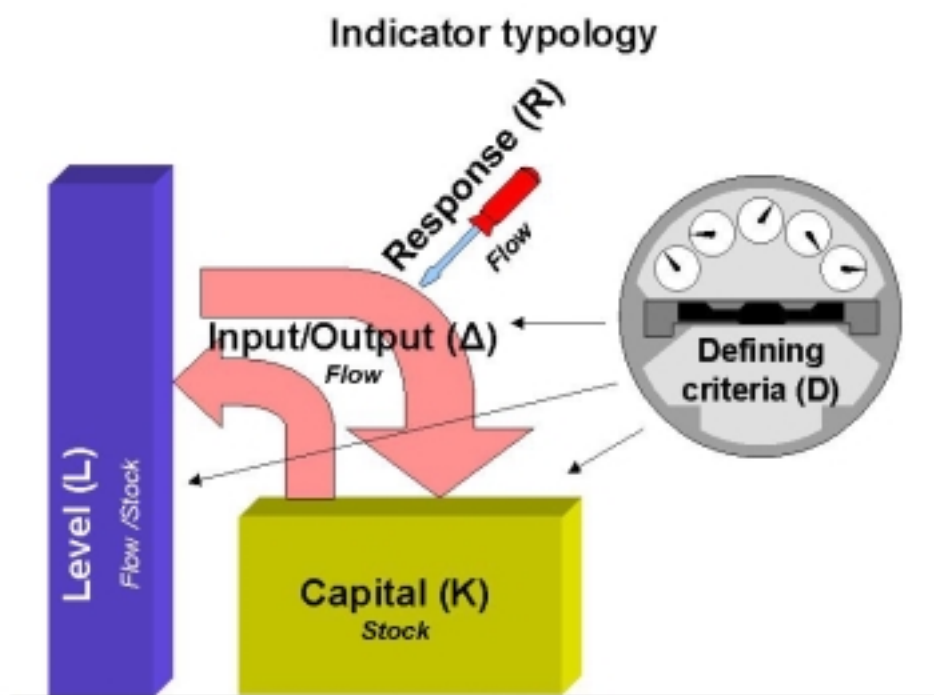 Indicator typology
Response (R)
Flow
Input/Output (Δ)
Flow
Defining
criteria (D)
Level (L)
Flow /Stock
Capital (K)
Stock